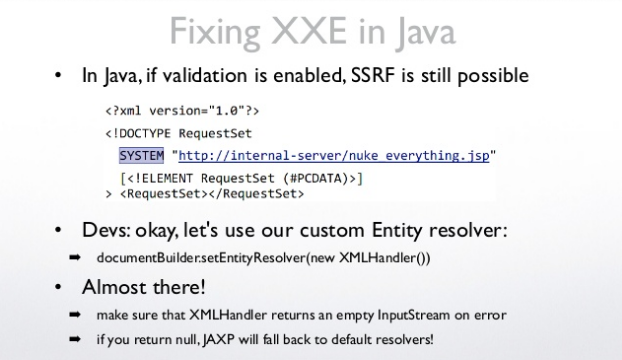 Fixing XXE in Java
• In Java, if validation is enabled, SSRF is still possible
<?xml version="1.0"?>
<!DOCTYPE RequestSet
SYSTEM "http://internal-server/nuke_everything.jsp"
[<!ELEMENT RequestSet (#PCDATA)>]
> <RequestSet></RequestSet>
• Devs: okay, let's use our custom Entity resolver:
➡ documentBuilder.setEntityResolver(new XMLHandler())
• Almost there!
➡ make sure that XMLHandler returns an empty InputStream on error
➡ if you return null, JAXP will fall back to default resolvers!